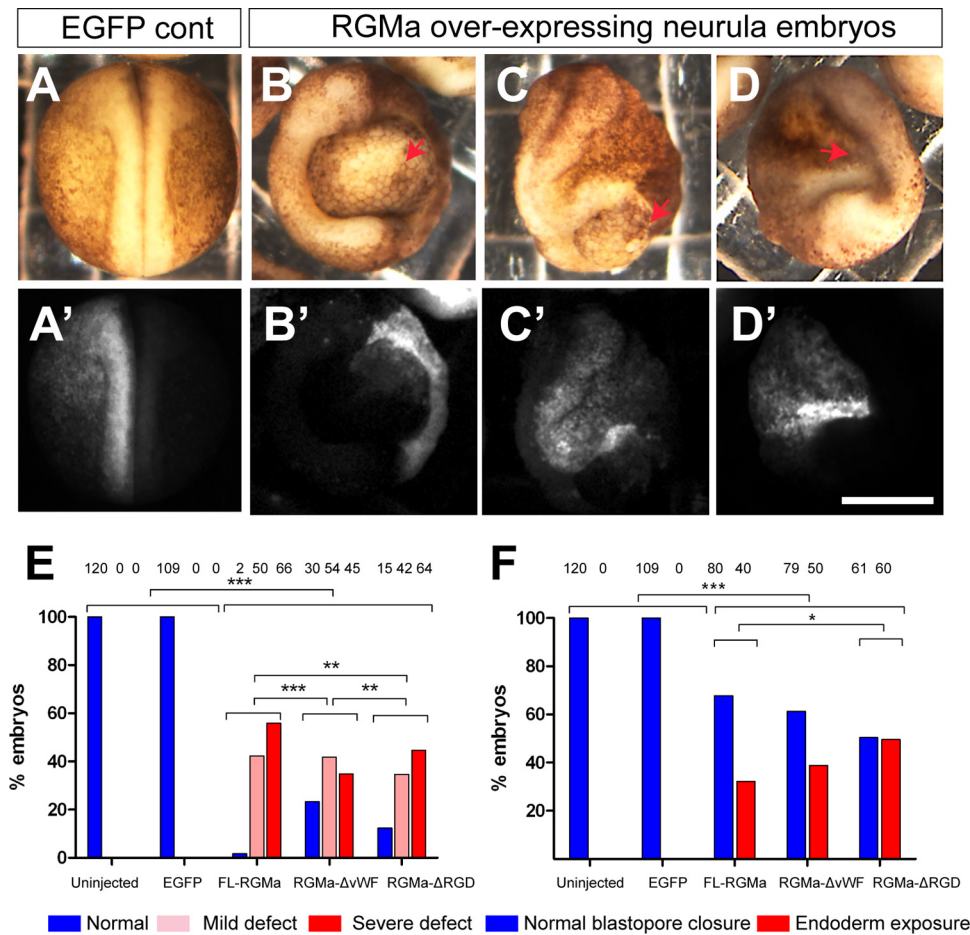 EGFP cont
RGMa over-expressing neurula embryos
A
B
C
D
A’
B’
C’
D’
E
120 0 0 109 0 0 2 50 66 30 54 45 15 42 64
***
**
*** **
% embryos
100
80
60
40
20
0
Uninjected EGFP FL-RGMa RGMa-ΔvWF RGMa-ΔRGD
F
120 0 109 0 80 40 79 50 61 60
***
*
% embryos
100
80
60
40
20
Uninjected EGFP FL-RGMa RGMa-ΔvWF RGMa-ΔRGD
Normal Mild defect Severe defect Normal blastopore closure Endoderm exposure